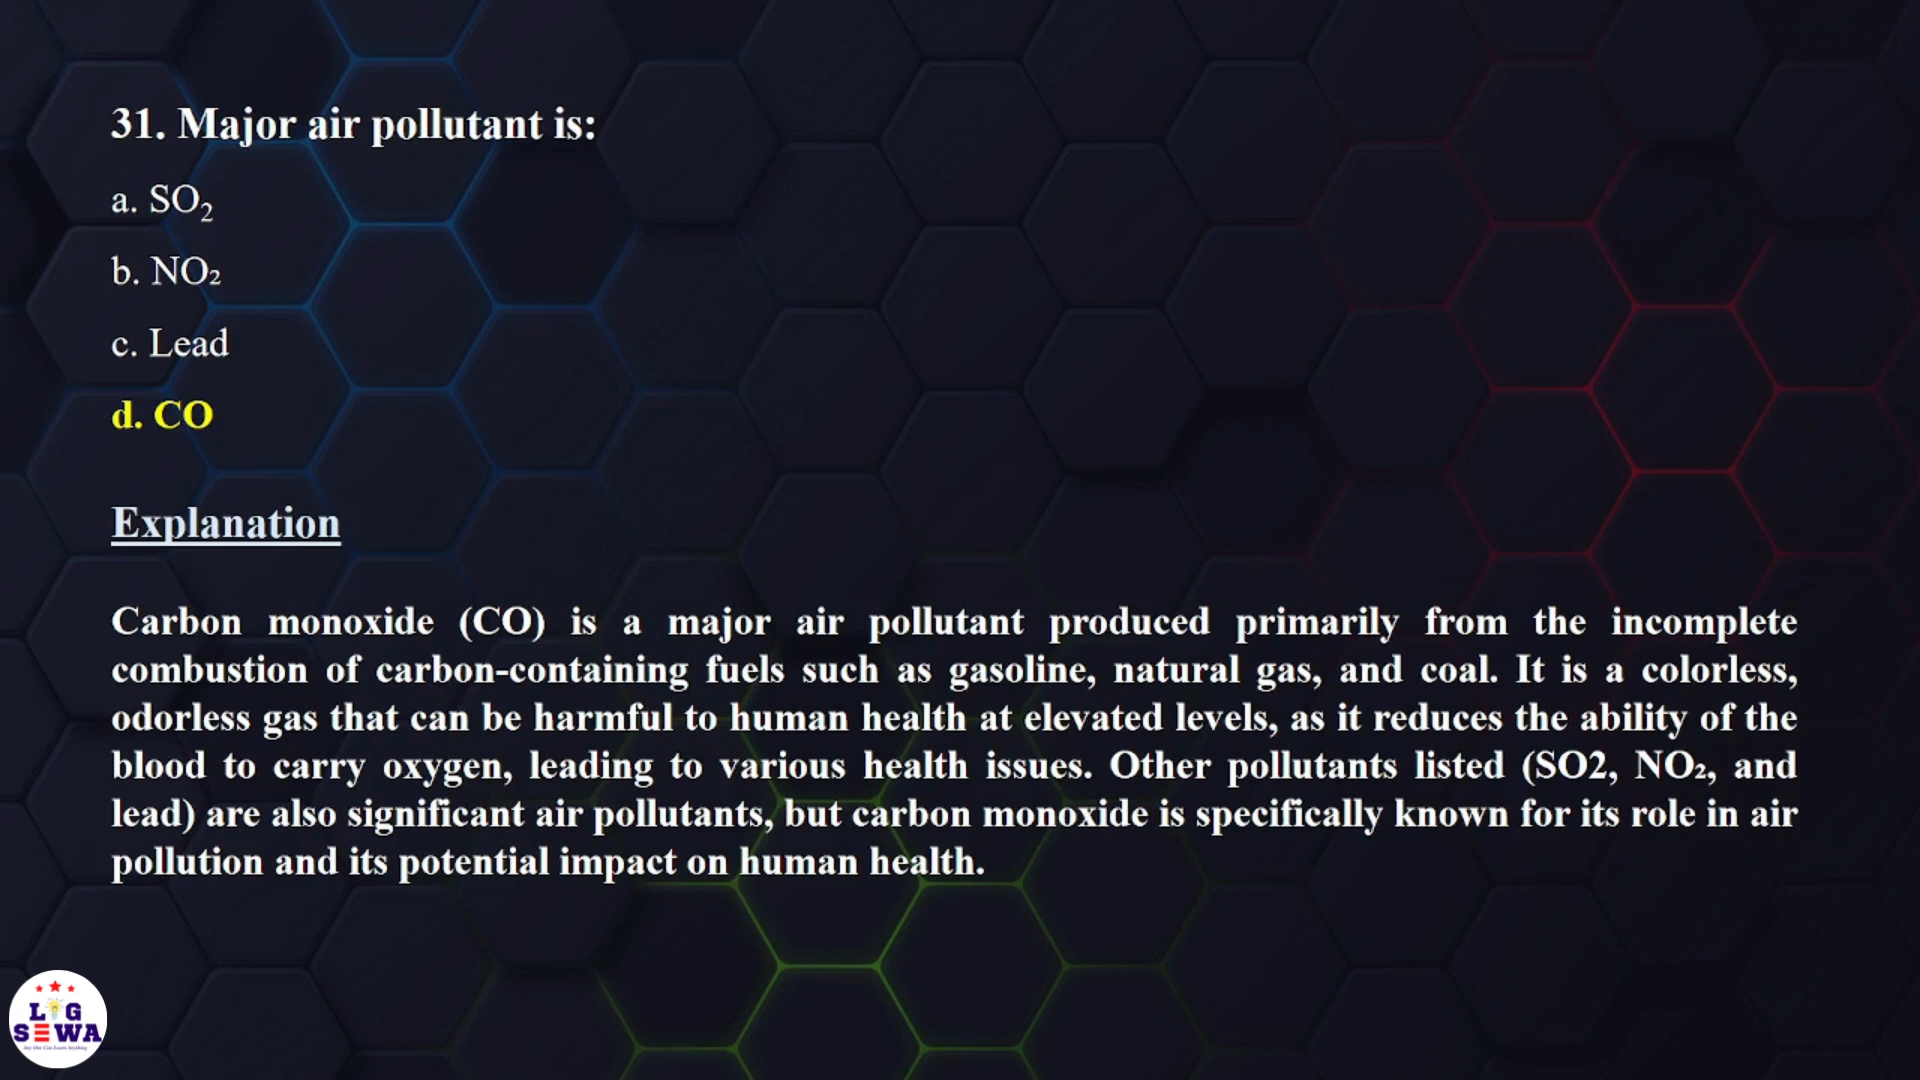 31. Major air pollutant is:
a. SO₂
b. NO₂
c. Lead
d. CO
Explanation
Carbon monoxide (CO) is a major air pollutant produced primarily from the incomplete
combustion of carbon-containing fuels such as gasoline, natural gas, and coal. It is a colorless,
odorless gas that can be harmful to human health at elevated levels, as it reduces the ability of the
blood to carry oxygen, leading to various health issues. Other pollutants listed (SO2, NO₂, and
lead) are also significant air pollutants, but carbon monoxide is specifically known for its role in air
pollution and its potential impact on human health.
L G
SEWA